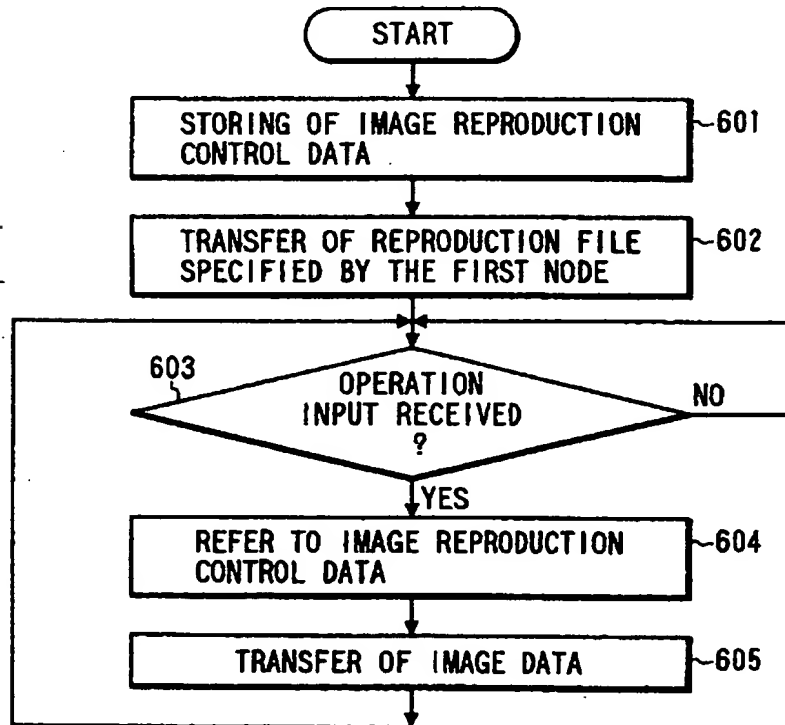 START
STORING OF IMAGE REPRODUCTION
CONTROL DATA
601
TRANSFER OF REPRODUCTION FILE
SPECIFIED BY THE FIRST NODE
602
603
OPERATION
INPUT RECEIVED
?
NO
YES
REFER TO IMAGE REPRODUCTION
CONTROL DATA
604
TRANSFER OF IMAGE DATA
605